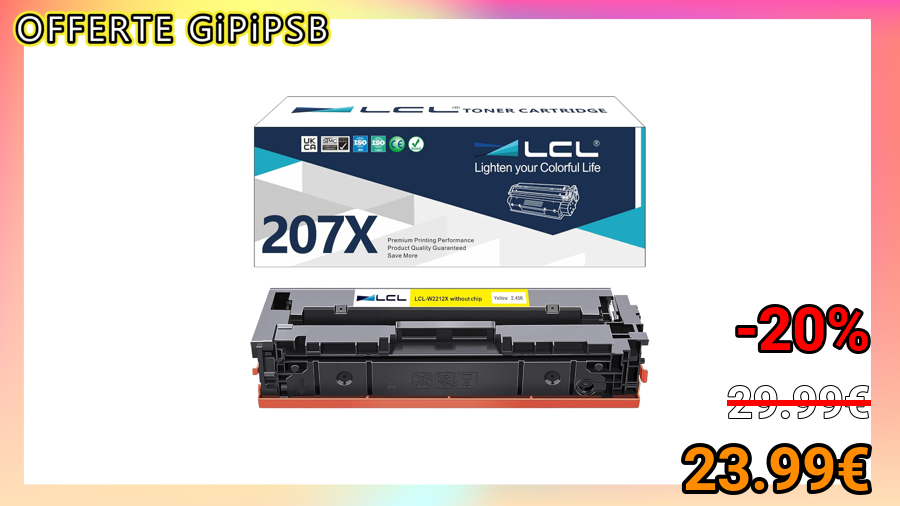 OFFERTE GiPiPSB
LCL® TONER CARTRIDGE
UK
CA
ISO
ISO
CE
LCL®
Lighten your Colorful Life
207X
Premium Printing Performance
Product Quality Guaranteed
Save More
LCL
LCL-W2212X without chip
Yellow 2.45K
-20%
29.99€
23.99€